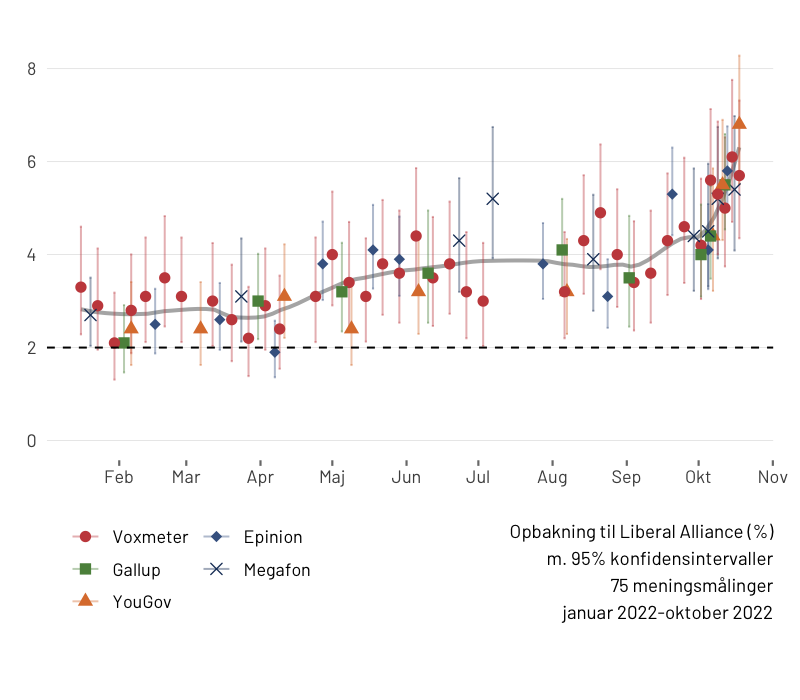 8
6
4
2
0
Feb Mar Apr Maj Jun Jul Aug Sep Okt Nov
Voxmeter Epinion
Gallup Megafon
YouGov
Opbakning til Liberal Alliance (%)
m. 95% konfidensintervaller
75 meningsmålinger
januar 2022-oktober 2022